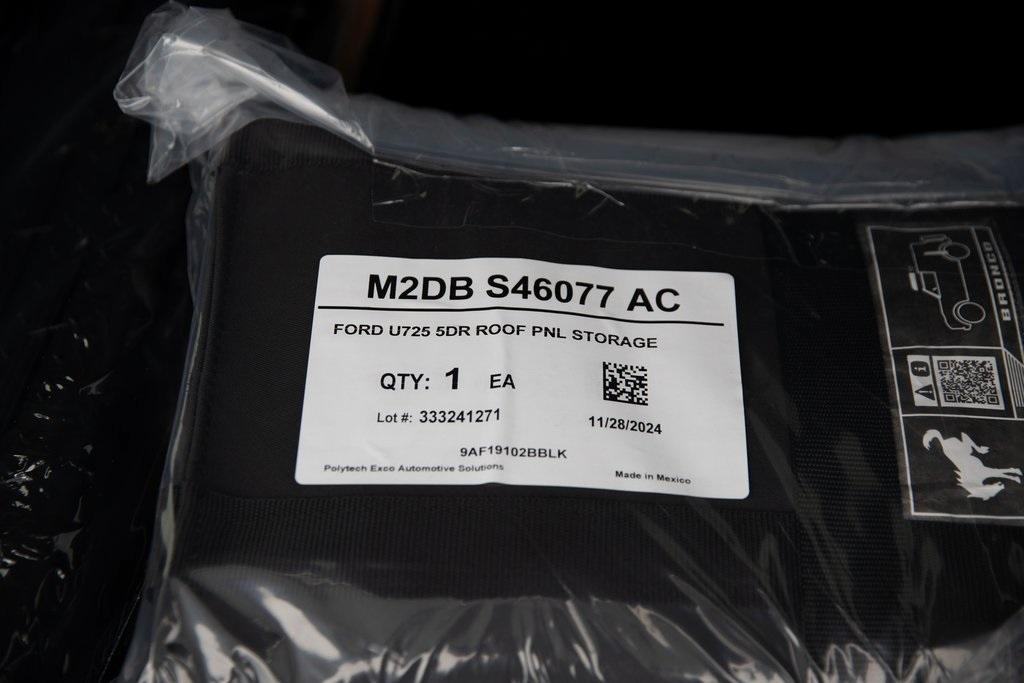 M2DB S46077 AC
FORD U725 5DR ROOF PNL STORAGE
QTY: 1 EA
Lot #: 333241271
11/28/2024
9AF19102BBLK
Polytech Exco Automotive Solutions
Made in Mexico
BRONCO